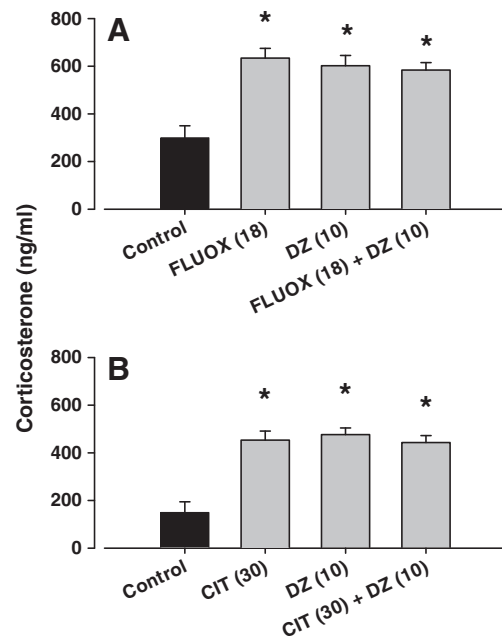 A
Corticosterone (ng/ml)
800
600
400
200
0
*
*
*
Control
FLUOX (18)
DZ (10)
FLUOX (18) + DZ (10)
B
800
600
400
200
0
*
*
*
Control
CIT (30)
DZ (10)
CIT (30) + DZ (10)